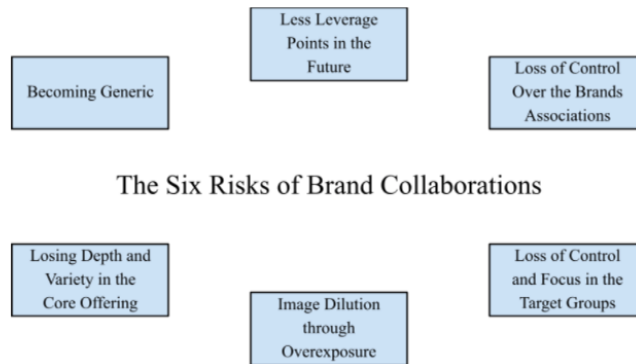 Less Leverage
Points in the
Future
Becoming Generic
Loss of Control
Over the Brands
Associations
The Six Risks of Brand Collaborations
Losing Depth and
Variety in the
Core Offering
Image Dilution
through
Overexposure
Loss of Control
and Focus in the
Target Groups